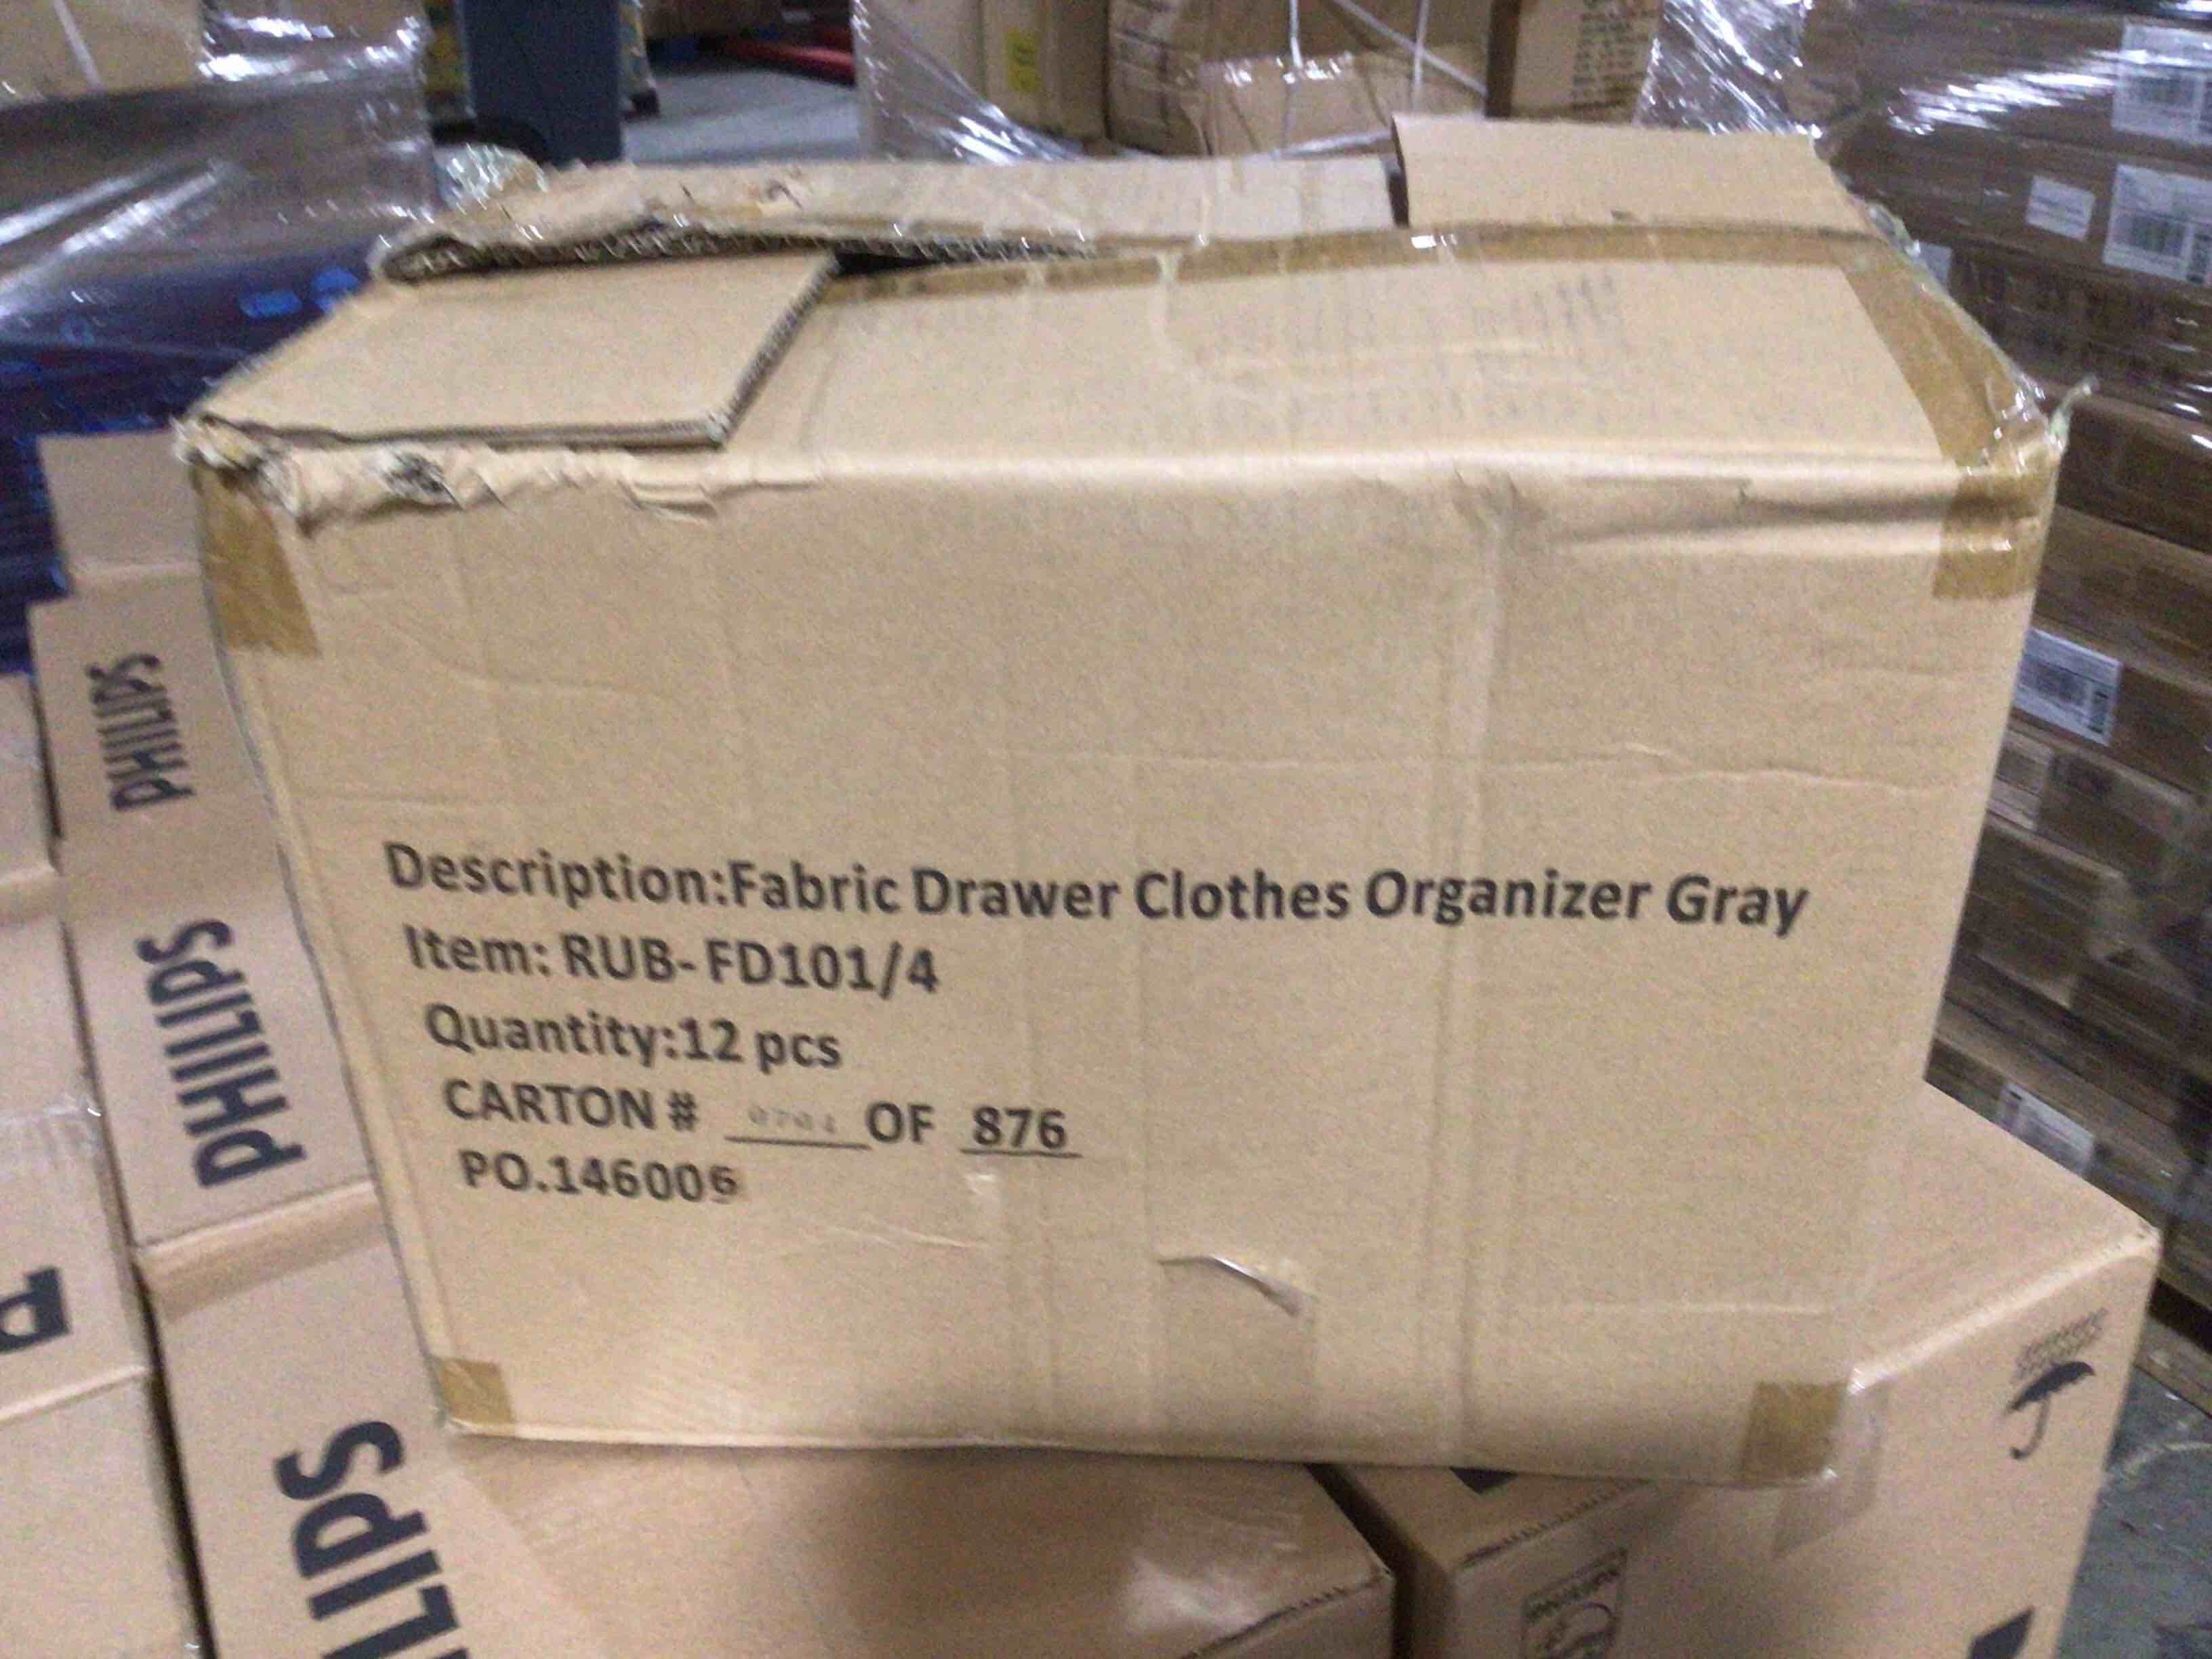 Description:Fabric Drawer Clothes Organizer Gray
Item: RUB-FD101/4
Quantity:12 pcs
CARTON # OF 876
PO.146006
PHILIPS
PHILIPS
PHILIPS
P